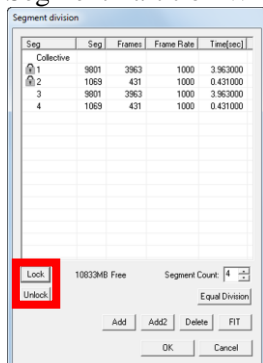 Segment division
Seg Seg Frames Frame Rate Time[sec]
Collective
1 9801 3963 1000 3.963000
2 1069 431 1000 0.431000
3 9801 3963 1000 3.963000
4 1069 431 1000 0.431000
Lock 10833MB Free Segment Count: 4
Unlock Equal Division
Add Add2 Delete FIT
OK Cancel